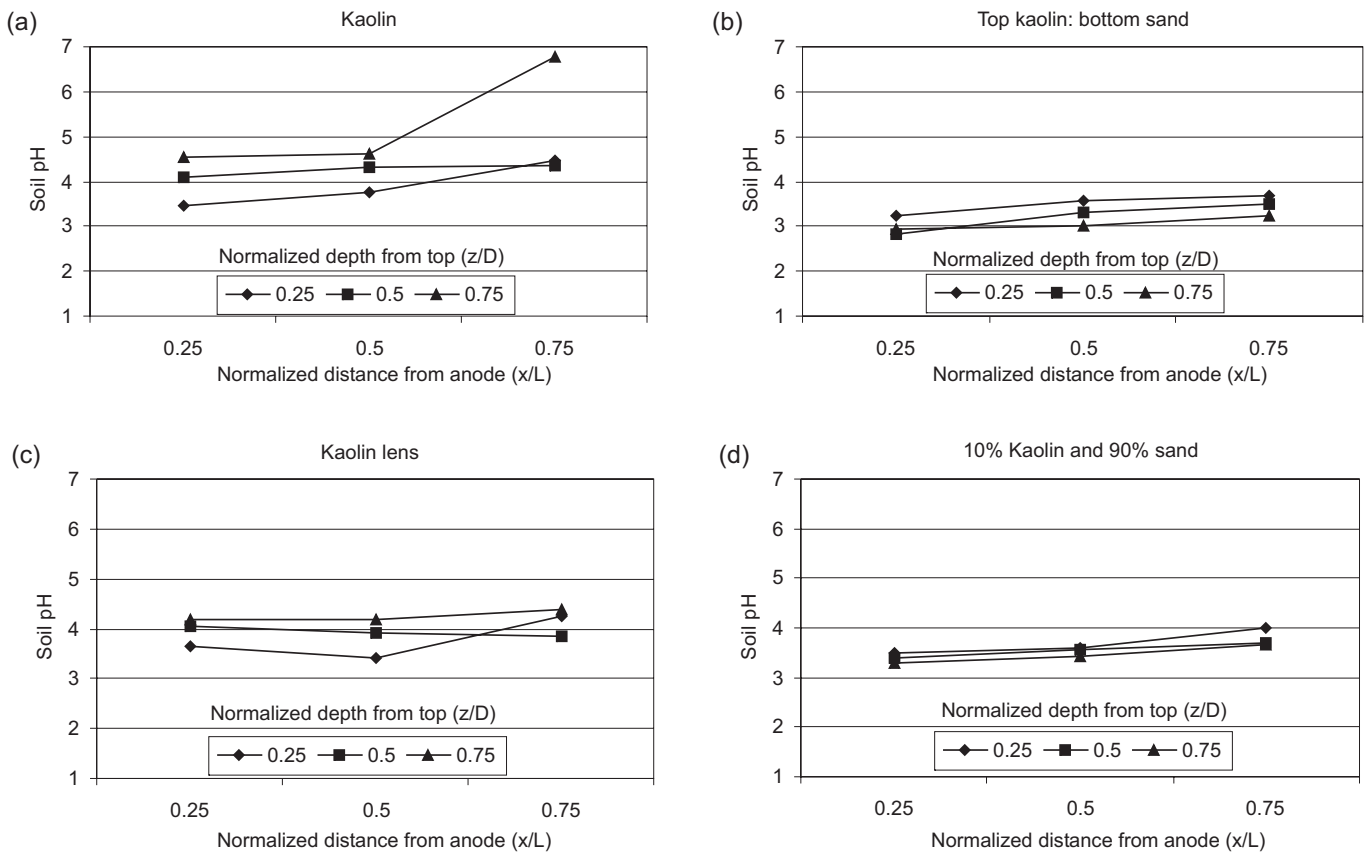 (a)
Kaolin
7
6
5
4
3
2
1
Soil pH
Normalized depth from top (z/D)
0.25 0.5 0.75
0.25 0.5 0.75
Normalized distance from anode (x/L)
(b)
Top kaolin: bottom sand
7
6
5
4
3
2
1
Soil pH
Normalized depth from top (z/D)
0.25 0.5 0.75
0.25 0.5 0.75
Normalized distance from anode (x/L)
(c)
Kaolin lens
7
6
5
4
3
2
1
Soil pH
Normalized depth from top (z/D)
0.25 0.5 0.75
0.25 0.5 0.75
Normalized distance from anode (x/L)
(d)
10% Kaolin and 90% sand
7
6
5
4
3
2
1
Soil pH
Normalized depth from top (z/D)
0.25 0.5 0.75
0.25 0.5 0.75
Normalized distance from anode (x/L)